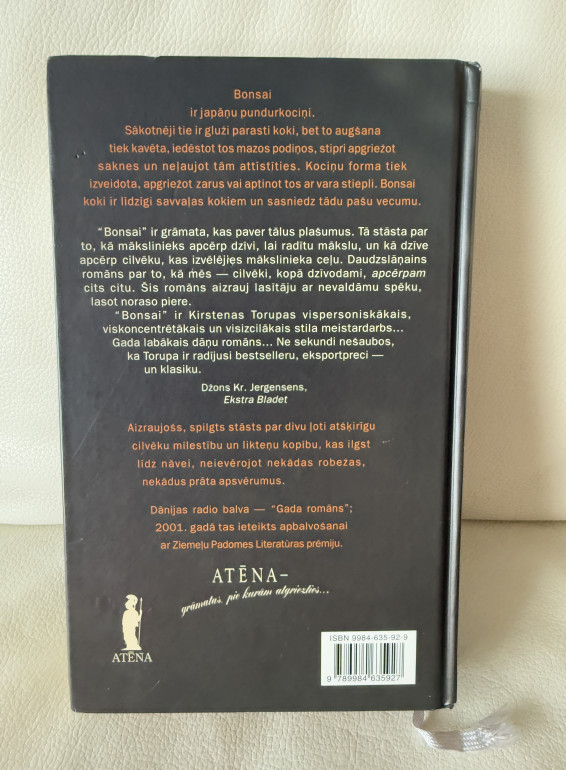 Bonsai
ir japāņu pundurkociņi.
Sākotnēji tie ir gluži parasti koki, bet to augšana
tiek kavēta, iedēstot tos mazos podiņos, stipri apgriežot
saknes un neļaujot tām attīstīties. Kociņu forma tiek
izveidota, apgriežot zarus vai aptinot tos ar vara stiepli. Bonsai
koki ir līdzīgi savvaļas kokiem un sasniedz tādu pašu vecumu.
“Bonsai” ir grāmata, kas paver tālus plašumus. Tā stāsta par
to, kā mākslinieks apcērp dzīvi, lai radītu mākslu, un kā dzīve
apcērp cilvēku, kas izvēlējies mākslinieka ceļu. Daudzslāņains
romāns par to, kā mēs — cilvēki, kopā dzīvodami, apcērpam
cits citu. Šis romāns aizrauj lasītāju ar nevaldāmu spēku,
lasot noraso piere.
“Bonsai” ir Kirstenas Torupas vispersoniskākais,
viskoncentrētākais un visizcilākais stila meistardarbs...
Gada labākais dāņu romāns... Ne sekundi nešaubos,
ka Torupa ir radījusi bestselleru, eksportpreci —
un klasiku.
Džons Kr. Jergensens,
Ekstra Bladet
Aizraujošs, spilgts stāsts par divu ļoti atšķirīgu
cilvēku mīlestību un likteņu kopību, kas ilgst
līdz nāvei, neievērojot nekādas robežas,
nekādus prāta apsvērumus.
Dānijas radio balva — “Gada romāns”;
2001. gadā tas ieteikts apbalvošanai
ar Ziemeļu Padomes Literatūras prēmiju.
ATĒNA–
grāmatas, pie kurām atgriezties...
ATĒNA
ISBN 9984-635-92-9
9 789984 635927